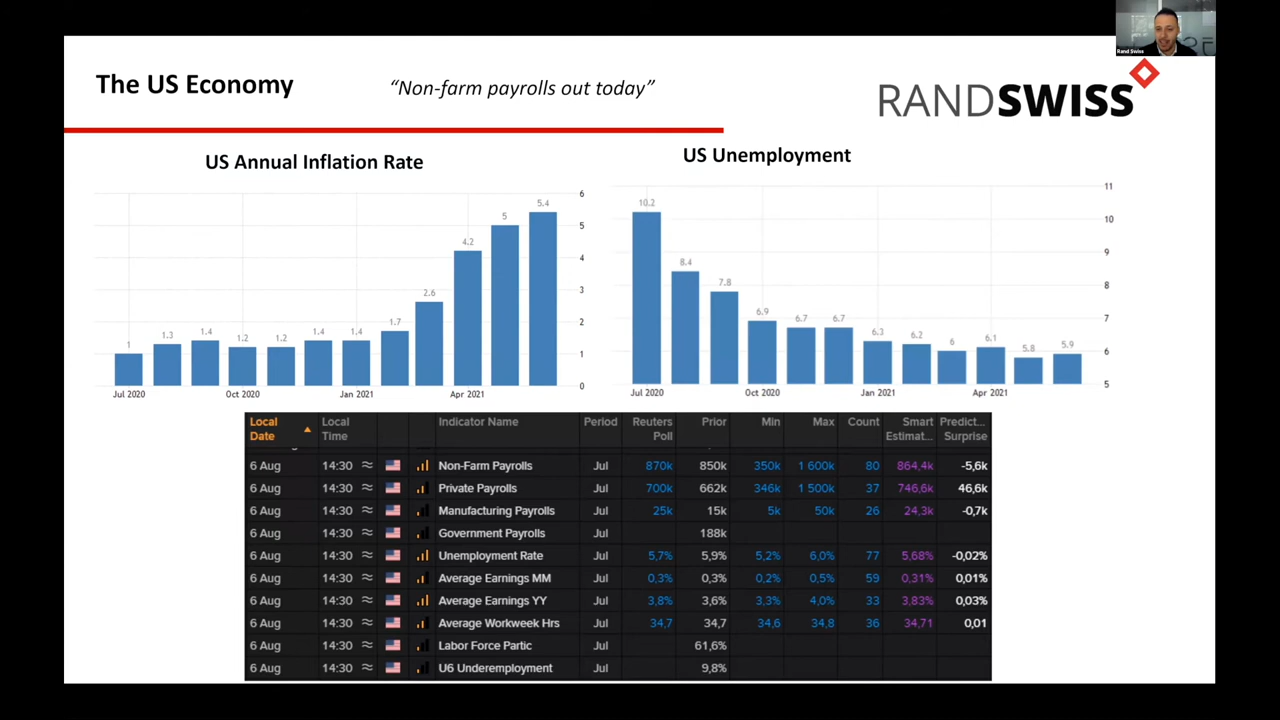 Rand Swiss
The US Economy
“Non-farm payrolls out today”
RANDSWISS
US Annual Inflation Rate
6
5
4
3
2
1
0
1
1.3
1.4
1.2
1.2
1.4
1.4
1.7
2.6
4.2
5
5.4
Jul 2020 Oct 2020 Jan 2021 Apr 2021
US Unemployment
11
10
9
8
7
6
5
10.2
8.4
7.8
6.9
6.7
6.7
6.3
6.2
6
6.1
5.8
5.9
Jul 2020 Oct 2020 Jan 2021 Apr 2021
Local Local Indicator Name Period Reuters Prior Min Max Count Smart Predict...
Date Time Poll Estimat... Surprise
6 Aug 14:30 ≈ Non-Farm Payrolls Jul 870k 850k 350k 1 600k 80 864,4k -5,6k
6 Aug 14:30 ≈ Private Payrolls Jul 700k 662k 346k 1 500k 37 746,6k 46,6k
6 Aug 14:30 ≈ Manufacturing Payrolls Jul 25k 15k 5k 50k 26 24,3k -0,7k
6 Aug 14:30 ≈ Government Payrolls Jul 188k
6 Aug 14:30 ≈ Unemployment Rate Jul 5,7% 5,9% 5,2% 6,0% 77 5,68% -0,02%
6 Aug 14:30 ≈ Average Earnings MM Jul 0,3% 0,3% 0,2% 0,5% 59 0,31% 0,01%
6 Aug 14:30 ≈ Average Earnings YY Jul 3,8% 3,6% 3,3% 4,0% 33 3,83% 0,03%
6 Aug 14:30 ≈ Average Workweek Hrs Jul 34,7 34,7 34,6 34,8 36 34,71 0,01
6 Aug 14:30 ≈ Labor Force Partic Jul 61,6%
6 Aug 14:30 ≈ U6 Underemployment Jul 9,8%